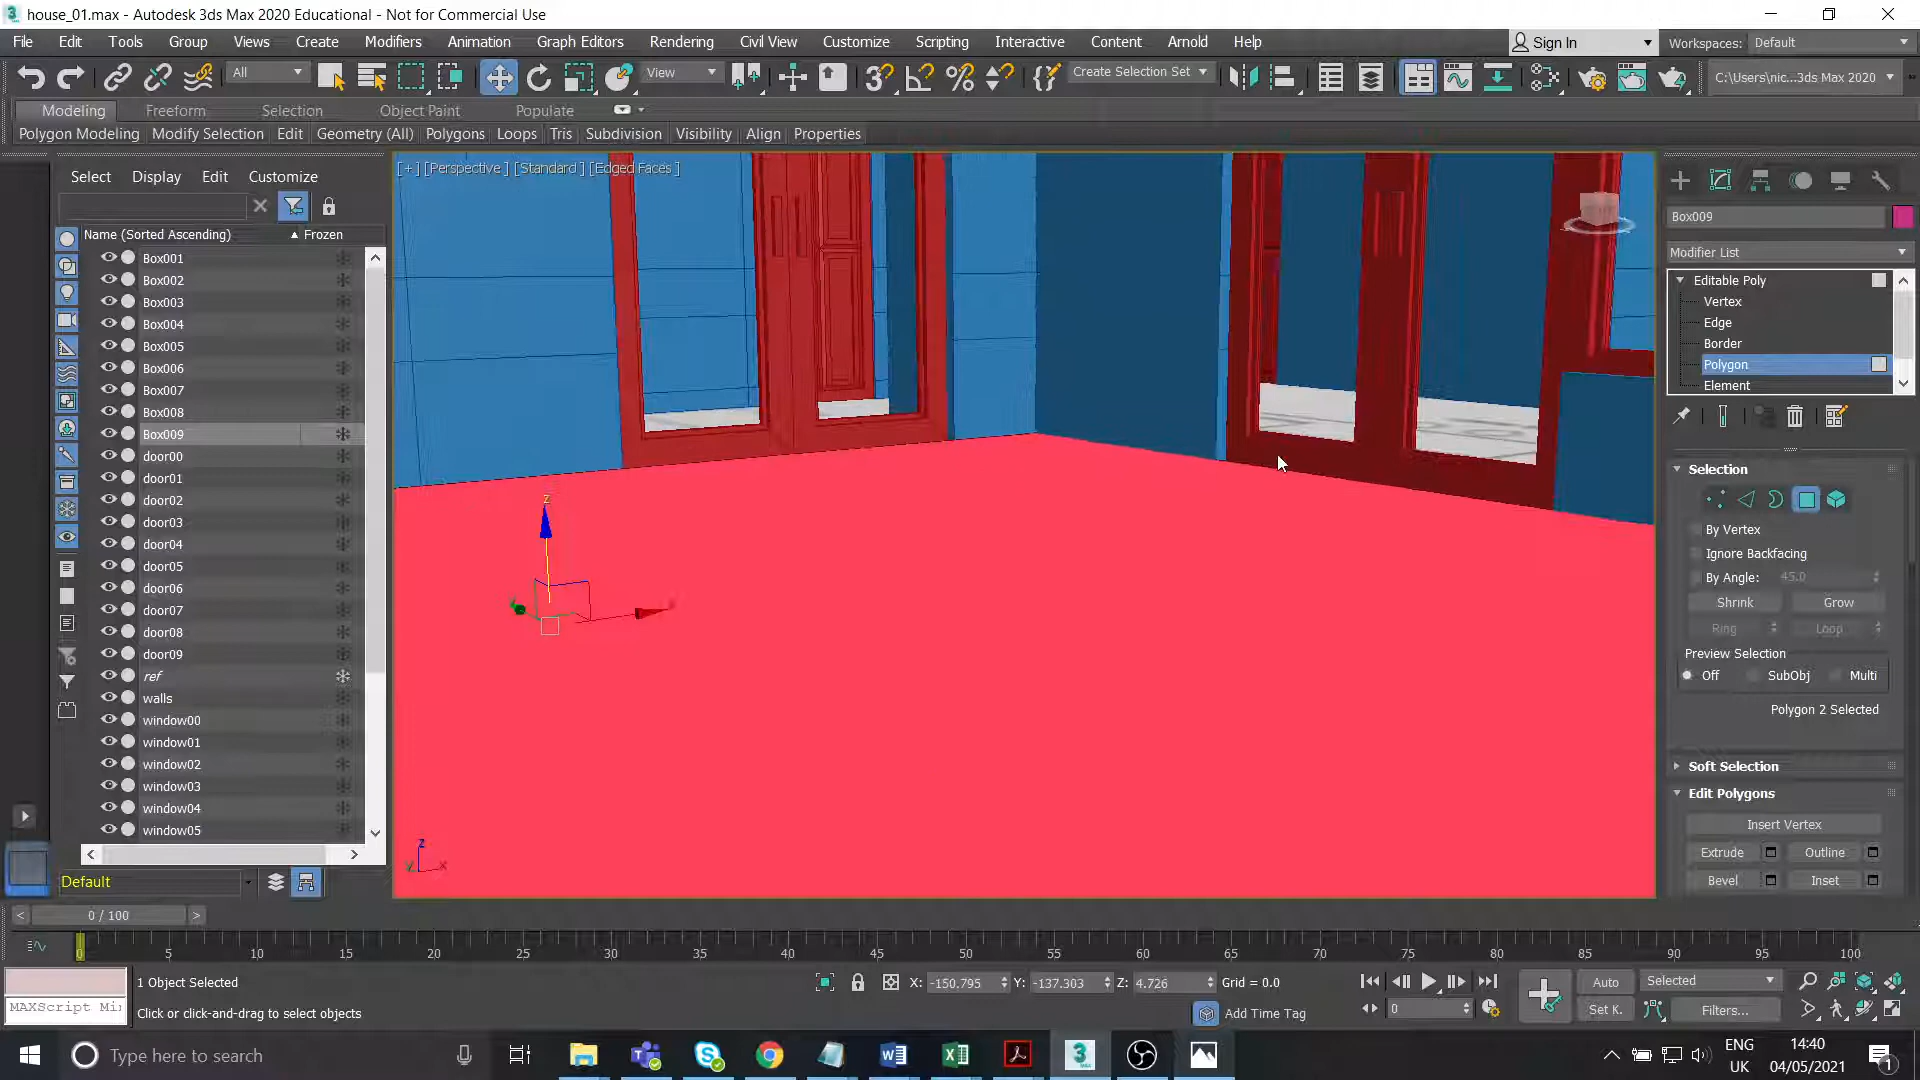 house_01.max - Autodesk 3ds Max 2020 Educational - Not for Commercial Use
File Edit Tools Group Views Create Modifiers Animation Graph Editors Rendering Civil View Customize Scripting Interactive Content Arnold Help
Sign In
Workspaces: Default
All
View
Create Selection Set
C:\Users\nic...3ds Max 2020
Modeling Freeform Selection Object Paint Populate
Polygon Modeling Modify Selection Edit Geometry (All) Polygons Loops Tris Subdivision Visibility Align Properties
Select Display Edit Customize
Name (Sorted Ascending) Frozen
Box001
Box002
Box003
Box004
Box005
Box006
Box007
Box008
Box009
door00
door01
door02
door03
door04
door05
door06
door07
door08
door09
ref
walls
window00
window01
window02
window03
window04
window05
Default
[ + ] [Perspective ] [Standard ] [Edged Faces ]
z
x
z
x
Box009
Modifier List
Editable Poly
Vertex
Edge
Border
Polygon
Element
Selection
By Vertex
Ignore Backfacing
By Angle: 45.0
Shrink Grow
Ring Loop
Preview Selection
Off SubObj Multi
Polygon 2 Selected
Soft Selection
Edit Polygons
Insert Vertex
Extrude Outline
Bevel Inset
< 0 / 100 >
0 5 10 15 20 25 30 35 40 45 50 55 60 65 70 75 80 85 90 95 100
MAXScript Mi
1 Object Selected
Click or click-and-drag to select objects
X: -150.795 Y: -137.303 Z: 4.726 Grid = 0.0
Add Time Tag
0
Auto Selected
Set K. Filters...
Type here to search
ENG
UK
14:40
04/05/2021
1